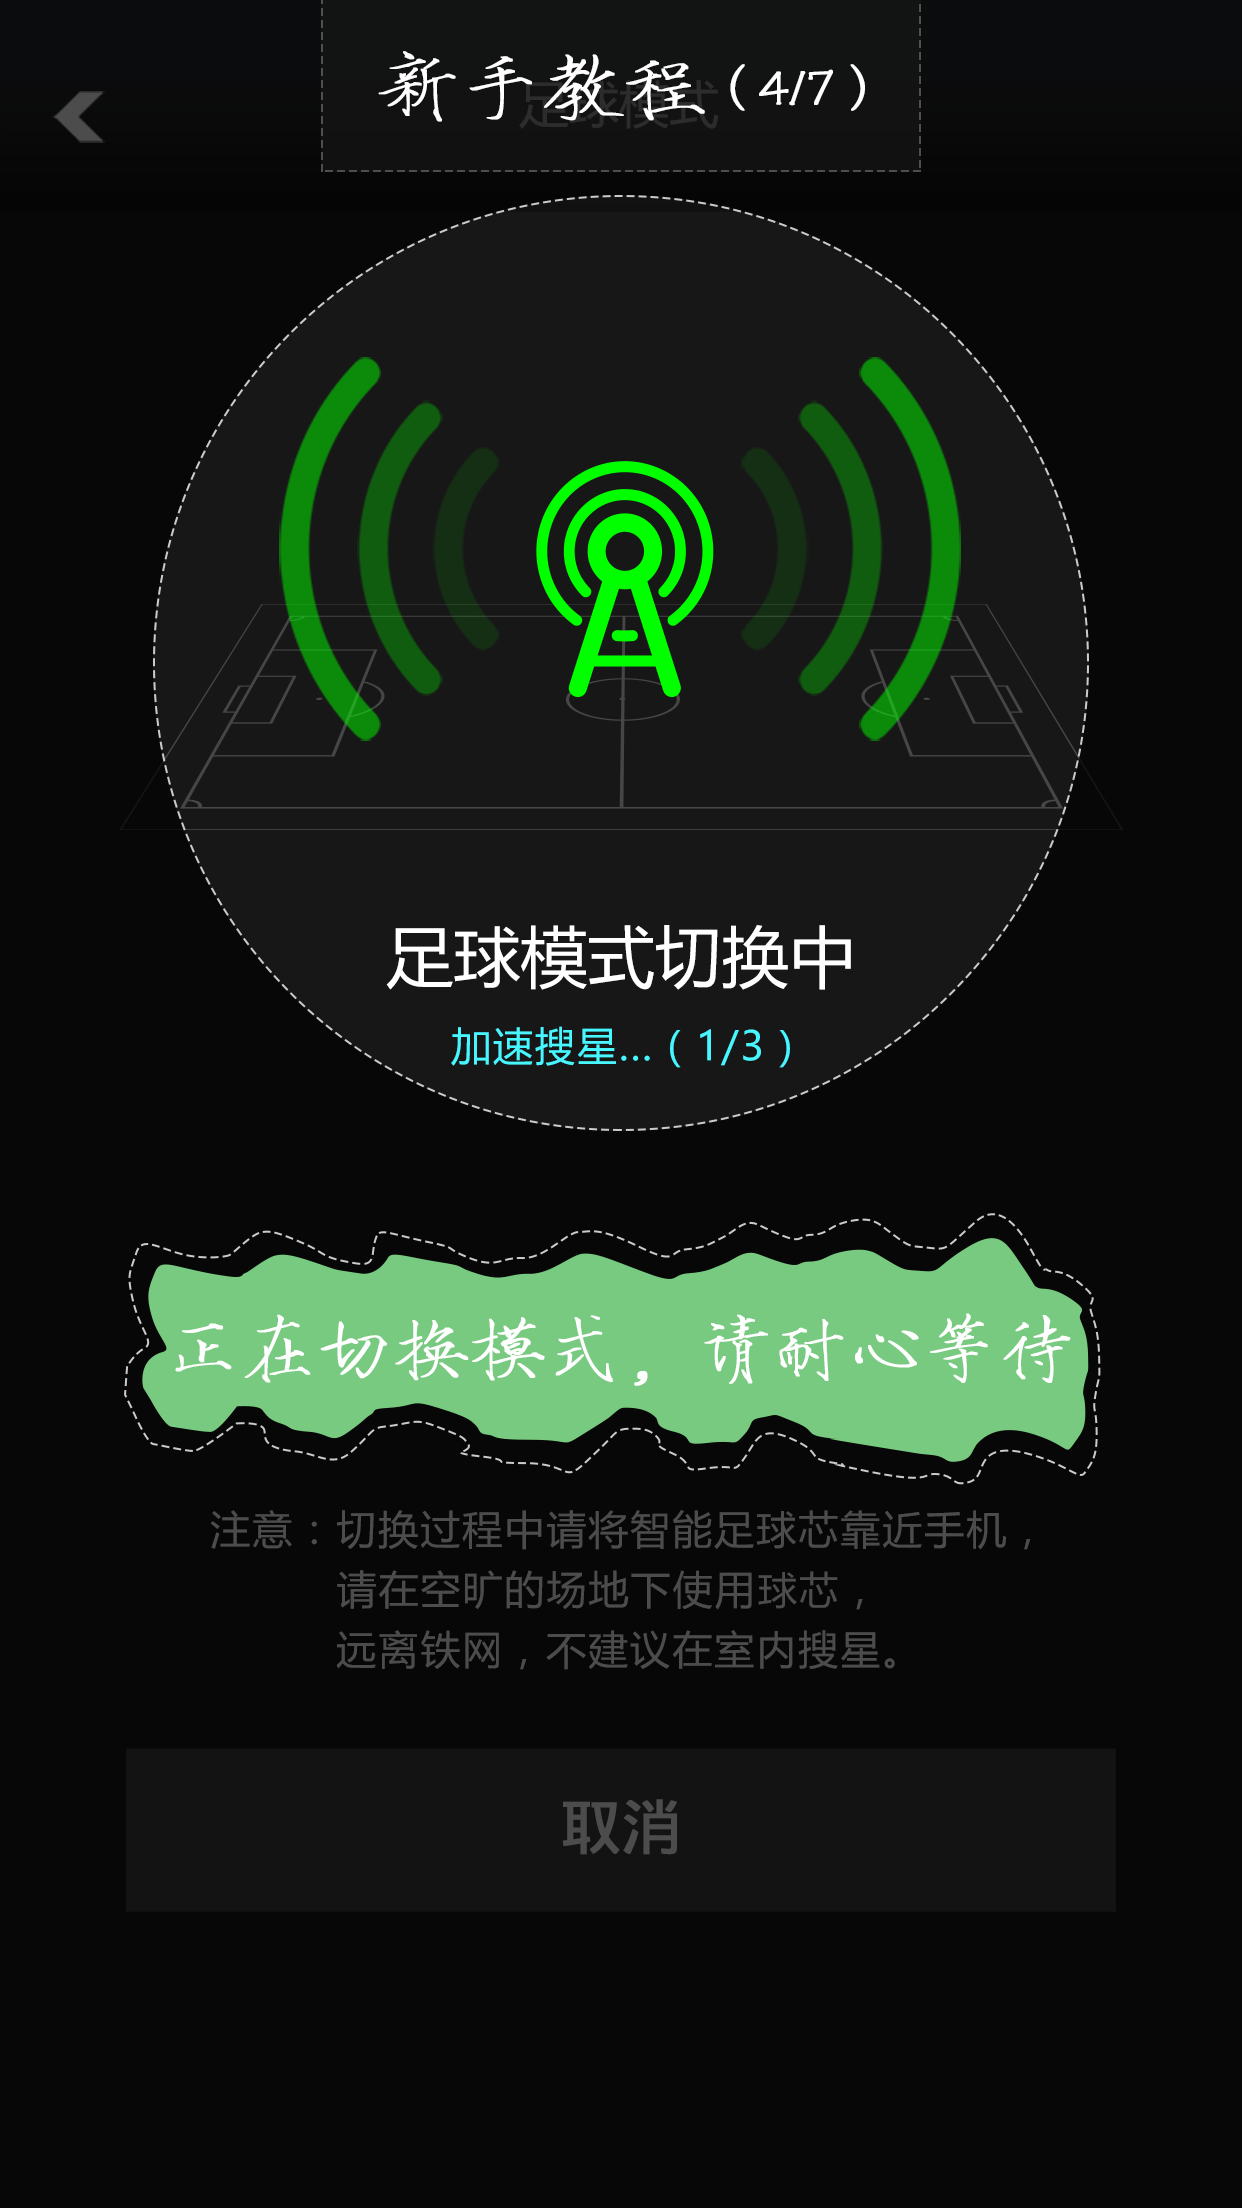 新手教程（4/7）
足球模式
足球模式切换中
加速搜星...（1/3）
正在切换模式，请耐心等待
注意：切换过程中请将智能足球芯靠近手机，
请在空旷的场地下使用球芯，
远离铁网，不建议在室内搜星。
取消